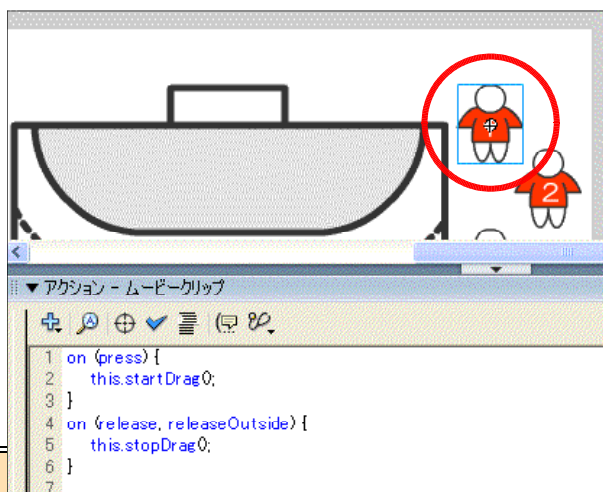 2
▼ アクション - ムービークリップ
1 on (press) {
2 this.startDrag();
3 }
4 on (release, releaseOutside) {
5 this.stopDrag();
6 }
7